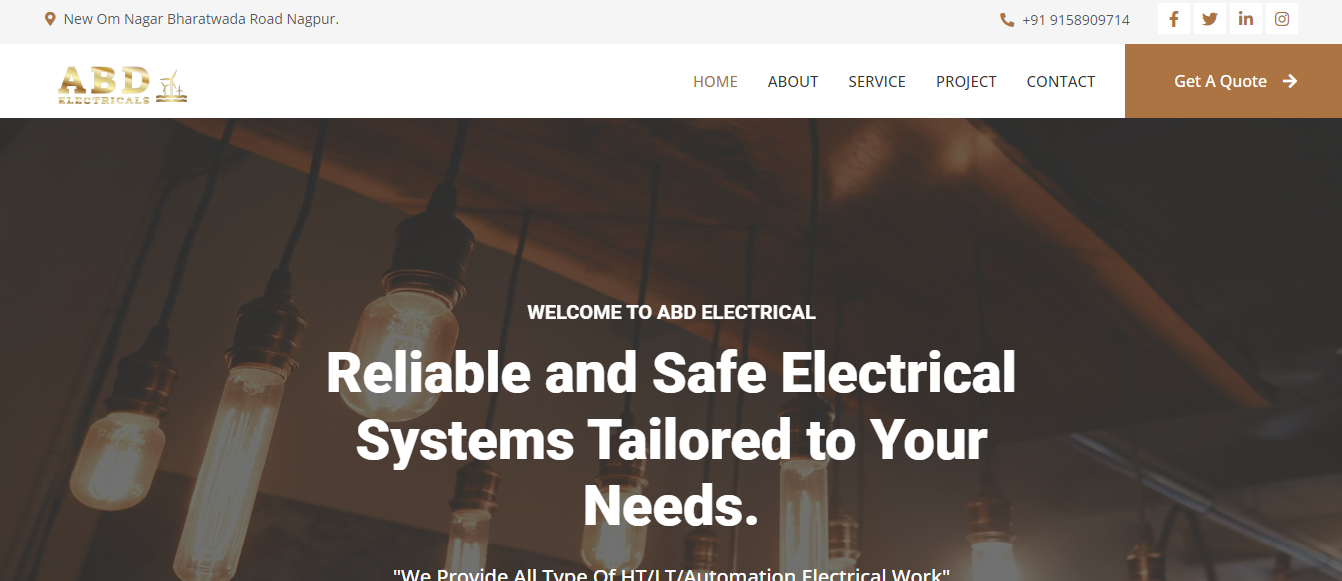 New Om Nagar Bharatwada Road Nagpur.
+91 9158909714
ABD
ELECTRICALS
HOME ABOUT SERVICE PROJECT CONTACT Get A Quote
WELCOME TO ABD ELECTRICAL
Reliable and Safe Electrical
Systems Tailored to Your
Needs.
"We Provide All Type Of HT/LT/Automation Electrical Work"